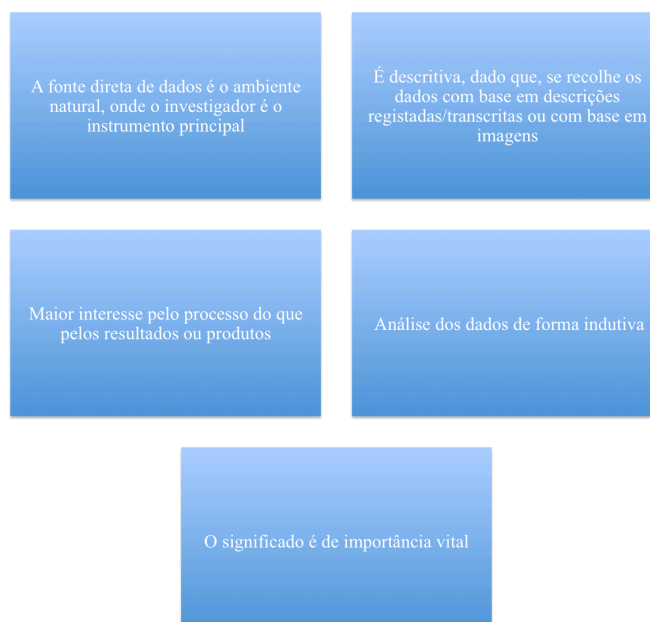 A fonte direta de dados é o ambiente
natural, onde o investigador é o
instrumento principal
É descritiva, dado que, se recolhe os
dados com base em descrições
registadas/transcritas ou com base em
imagens
Maior interesse pelo processo do que
pelos resultados ou produtos
Análise dos dados de forma indutiva
O significado é de importância vital